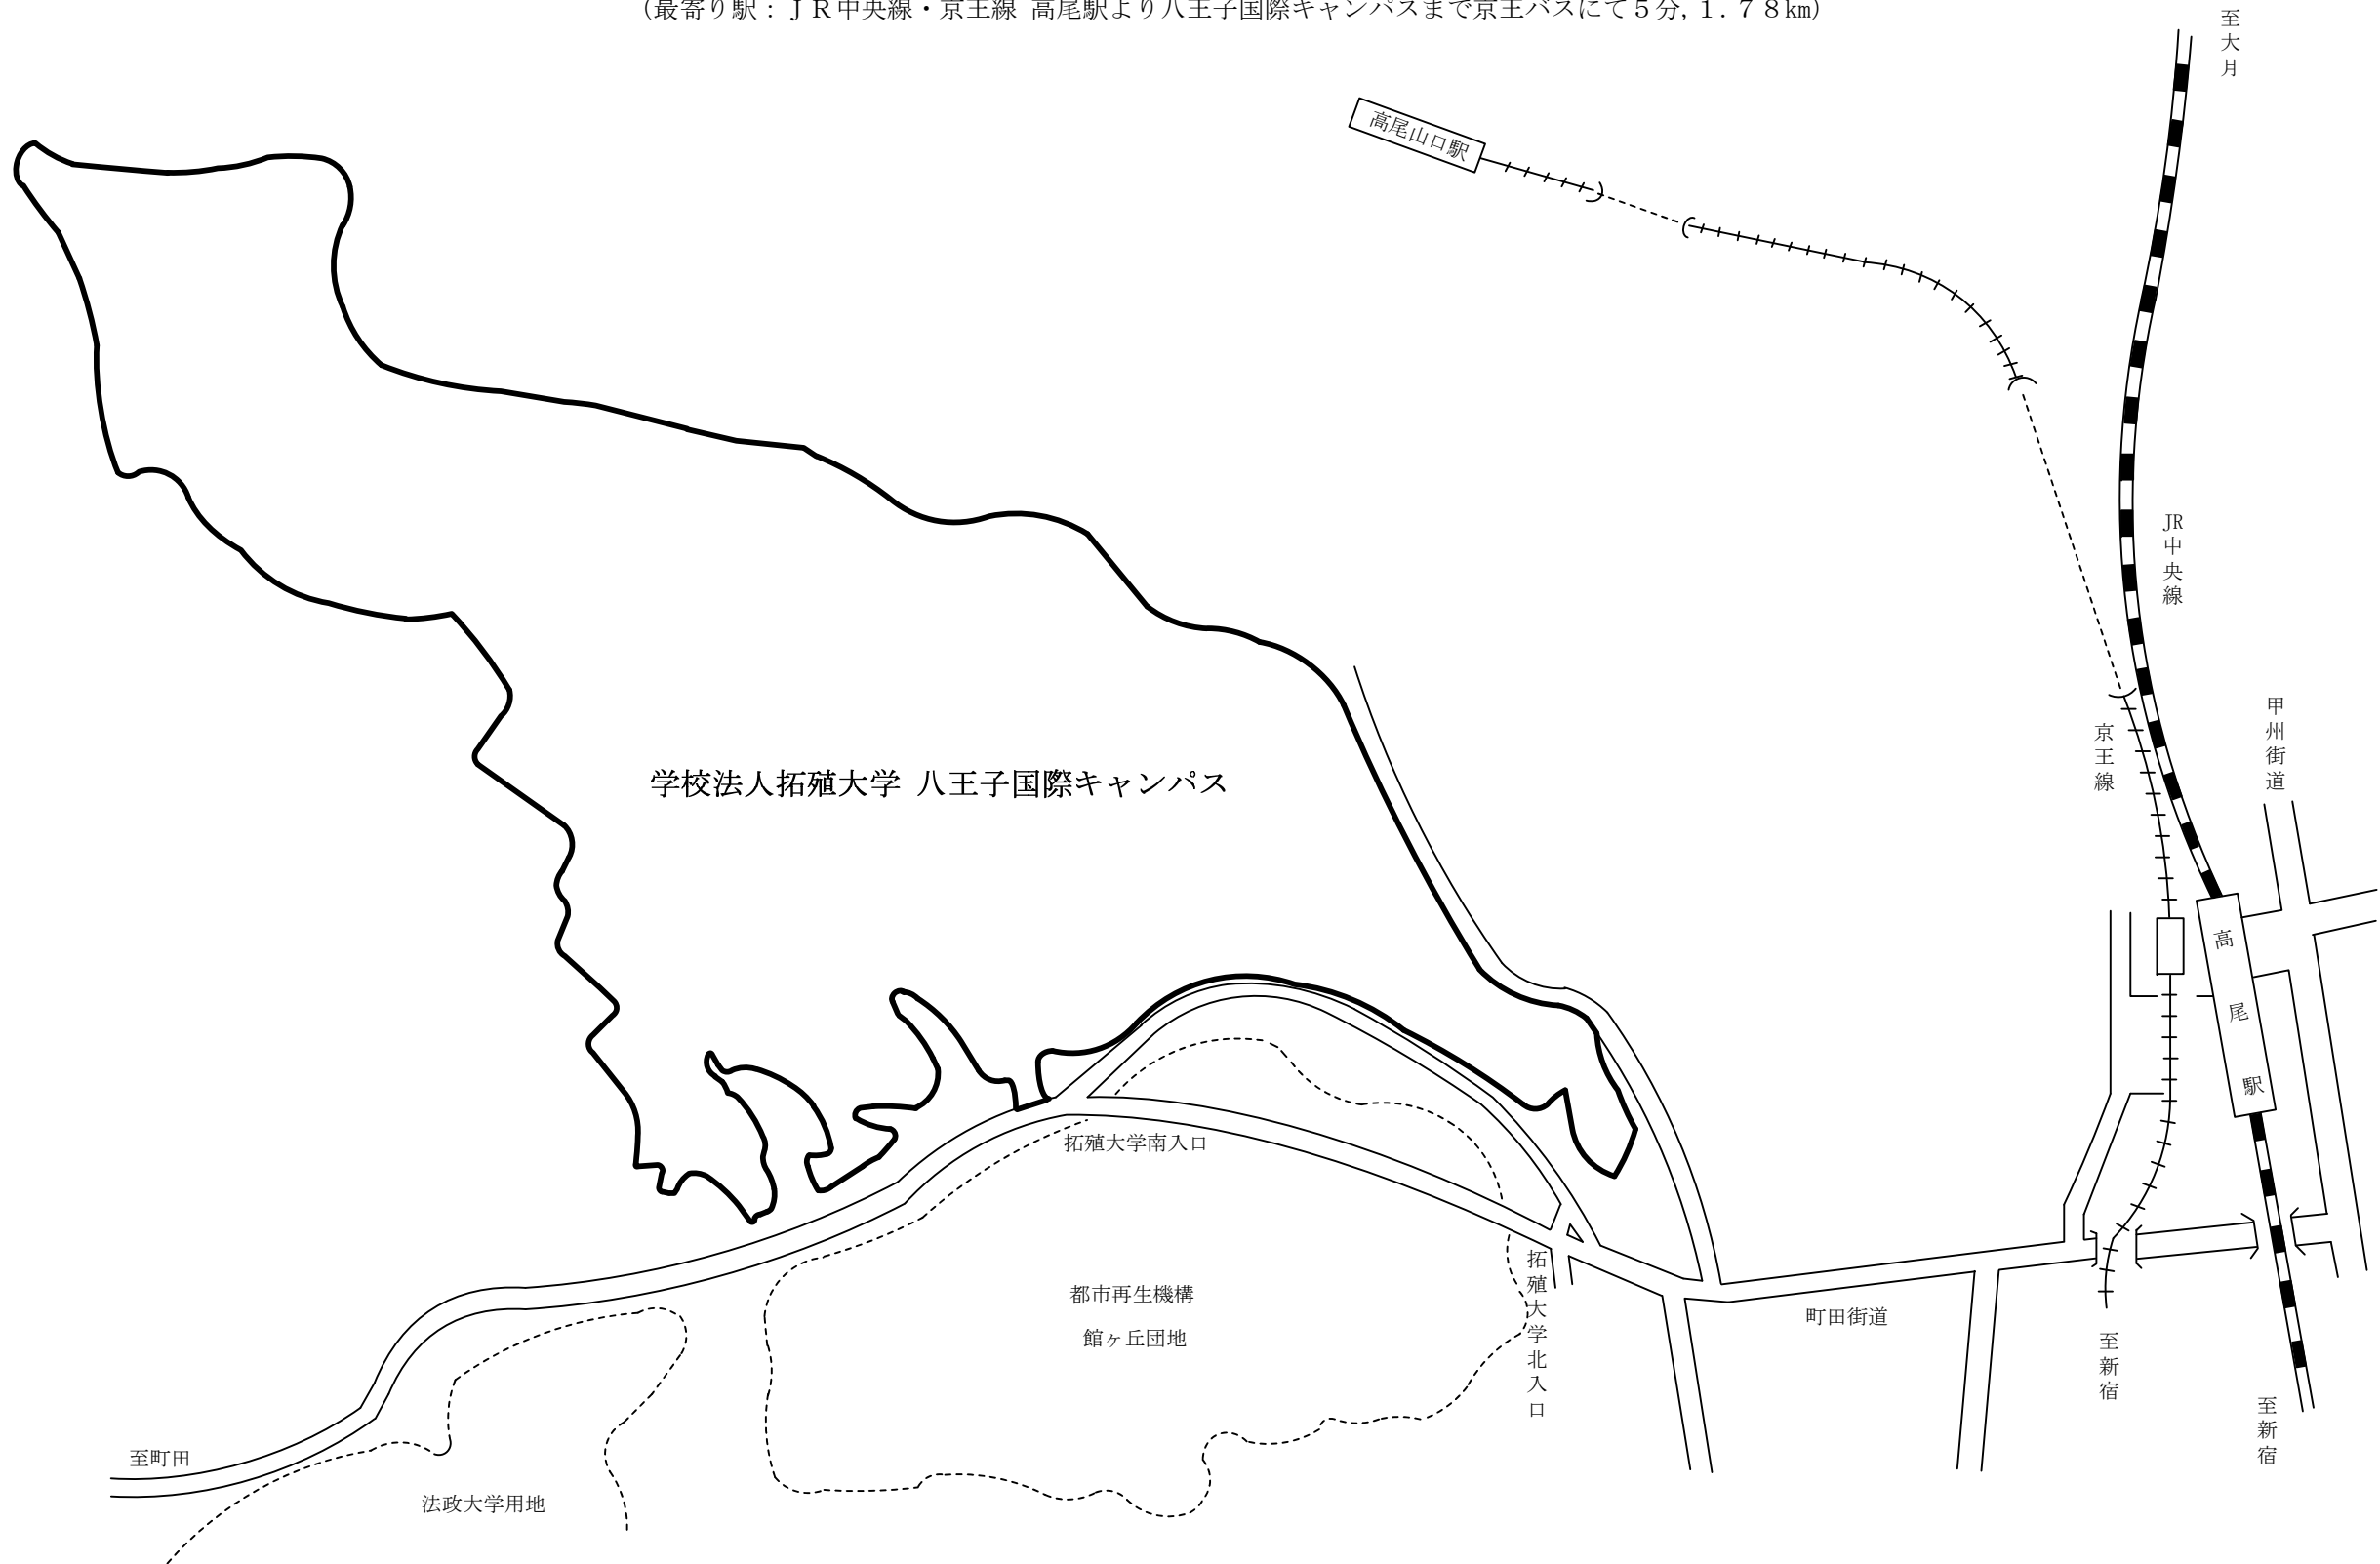 (最寄り駅：ＪＲ中央線・京王線 高尾駅より八王子国際キャンパスまで京王バスにて５分,１.７８km)
至大月
高尾山口駅
JR中央線
甲州街道
京王線
学校法人拓殖大学 八王子国際キャンパス
高尾駅
拓殖大学南入口
都市再生機構
館ヶ丘団地
拓殖大学北入口
町田街道
至新宿
至新宿
至町田
法政大学用地